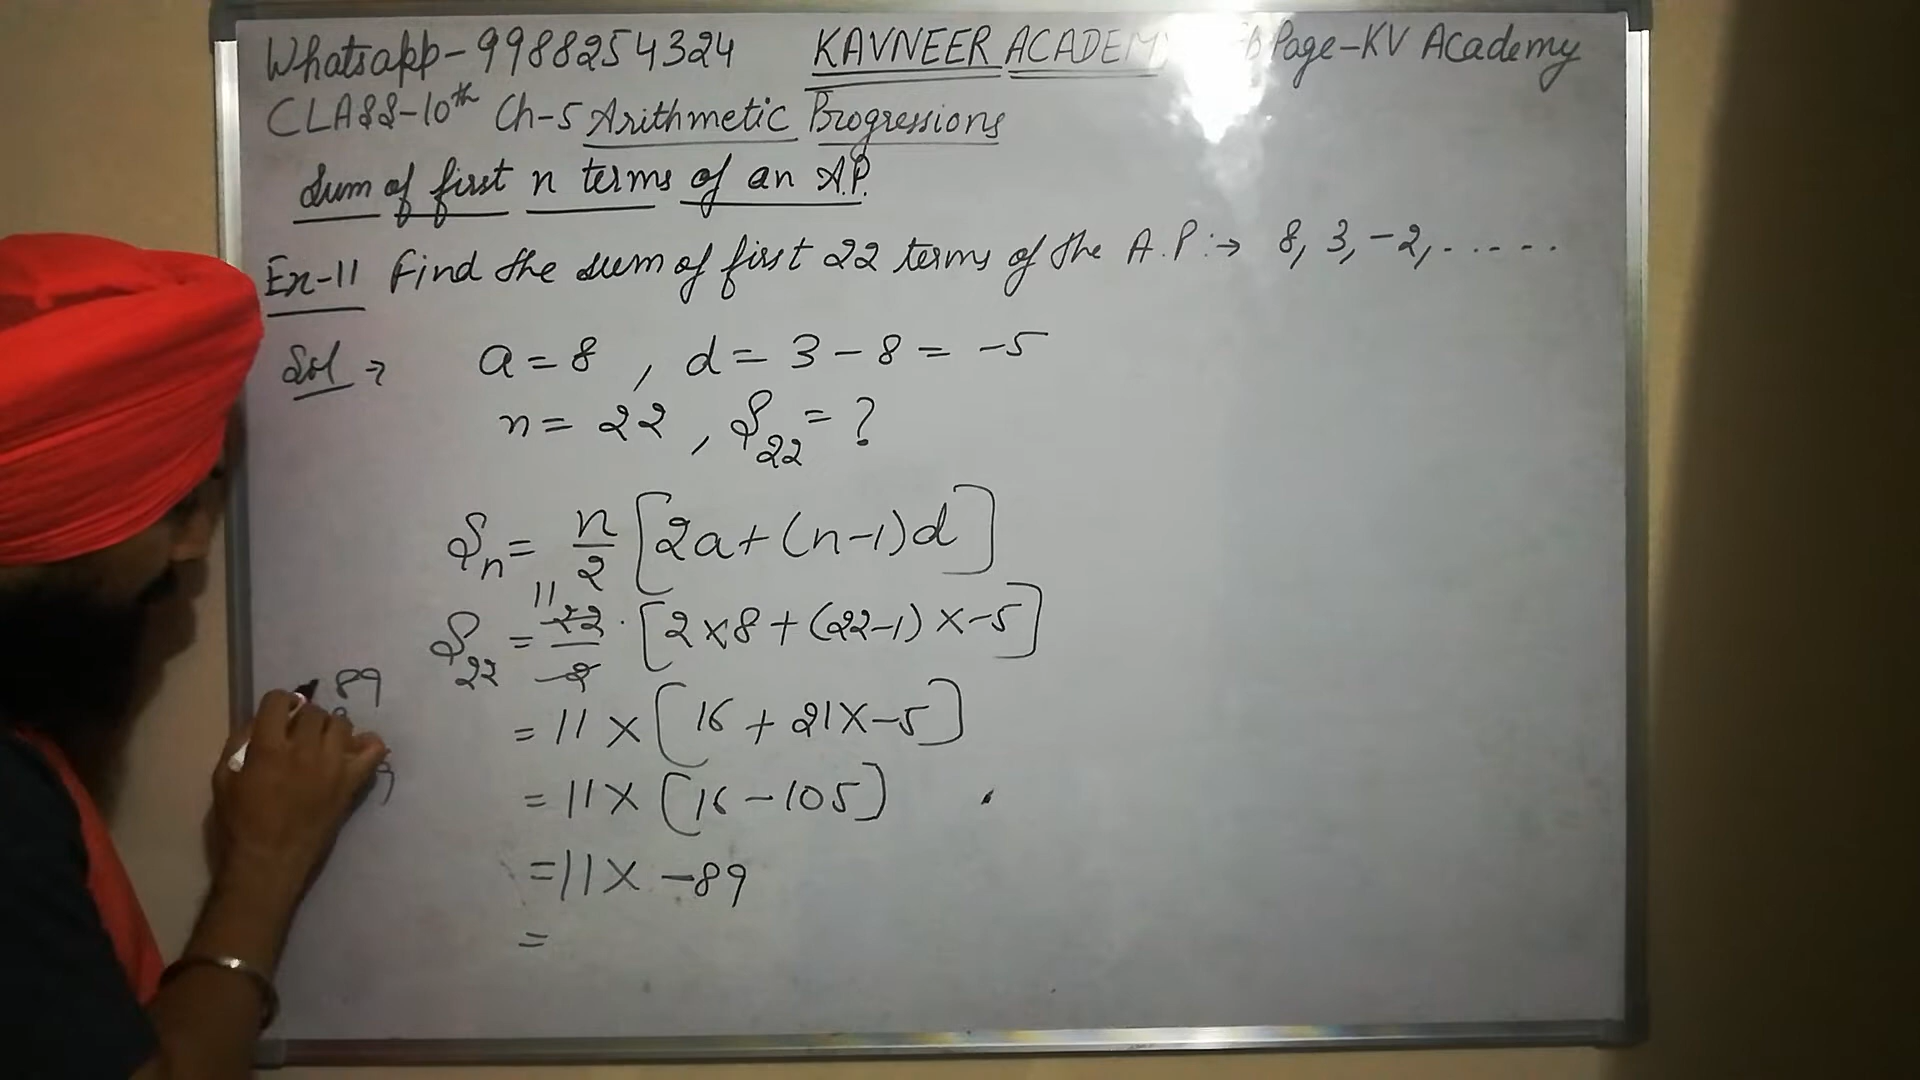 Whatsapp-9988254324 KAVNEER ACADEM Page-KV Academy
CLASS-10th Ch-5 Arithmetic Progressions
Sum of first n terms of an A.P.
Ex-11 Find the sum of first 22 terms of the A.P:→ 8, 3, -2, .....
Sol → a = 8 , d = 3 - 8 = -5
n = 22 , S22 = ?
Sn = n/2 [2a + (n-1)d]
S22 = 11 22/2 . [2×8 + (22-1) × -5]
89
= 11 × [16 + 21× -5]
= 11 × [16 - 105]
= 11 × -89
=